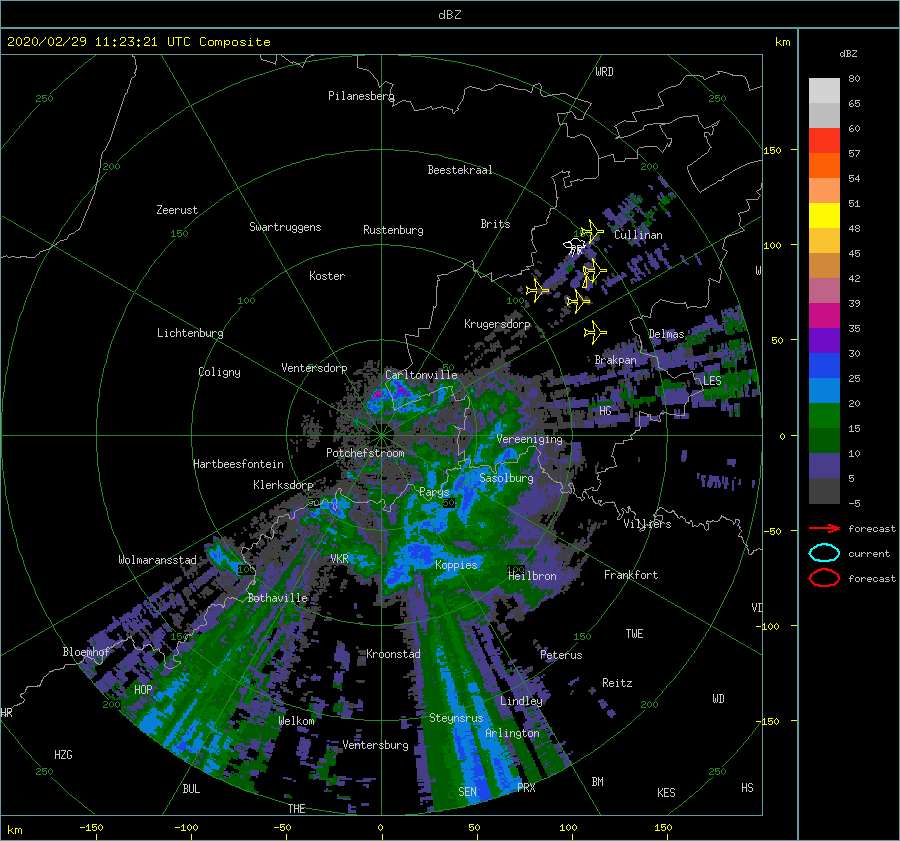 dBZ
2020/02/29 11:23:21 UTC Composite
km
dBZ
WRD
80
250
Pilanesberg
250
65
60
150
57
200
Beestekraal
200
54
Zeerust
51
Swartruggens
Rustenburg
Brits
150
Cullinan
48
100
45
Koster
42
100
100
39
Lichtenburg
Krugersdorp
Delmas
35
50
30
Coligny
Ventersdorp
Carltonville
Brakpan
LES
25
HG
20
15
0
Vereeniging
Potchefstroom
10
Hartbeesfontein
5
Klerksdorp
Parys
Sasolburg
50
50
-5
Villiers
-50
forecast
Wolmaransstad
VKR
Koppies
current
100
100
Heilbron
Frankfort
forecast
Bothaville
VD
-100
150
150
TWE
Bloemhof
Kroonstad
Peterus
HOP
Reitz
200
Lindley
200
WD
HR
Welkom
Steynsrus
-150
Arlington
HZG
Ventersburg
250
250
BUL
SEN
PRX
BM
KES
HS
THE
km
-150
-100
-50
0
50
100
150